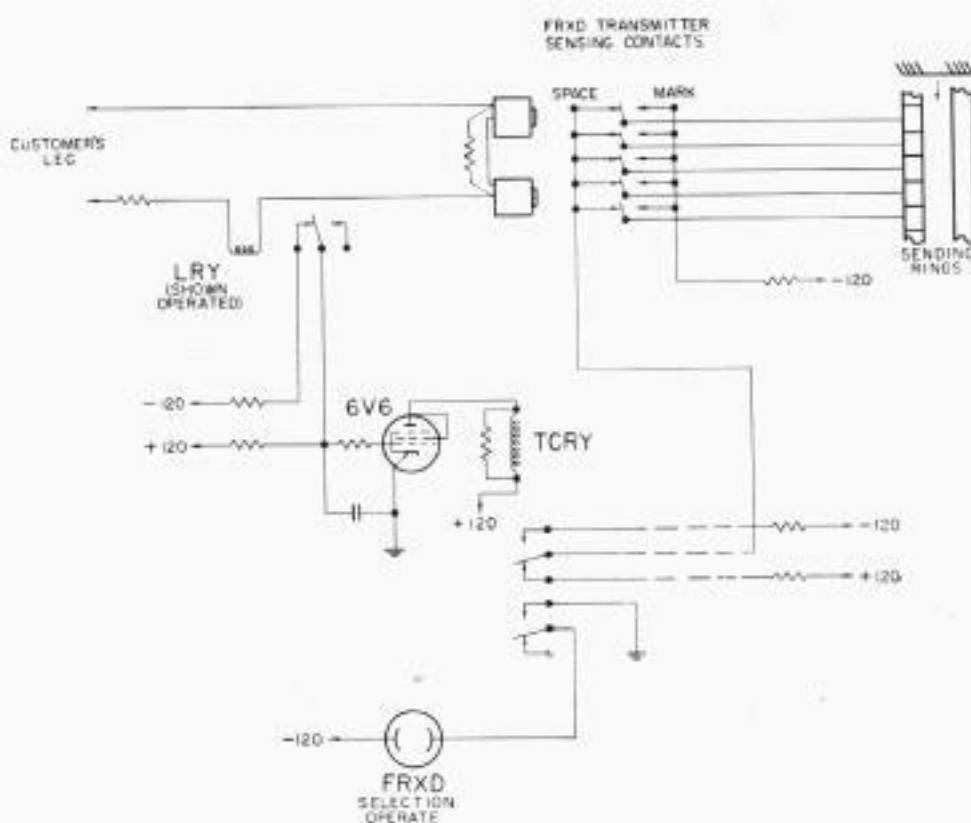 FRXD TRANSMITTER
SENSING CONTACTS
SPACE
MARK
CUSTOMER'S
LEG
SENDING
RINGS
LRY
(SHOWN
OPERATED)
-120
-120
6V6
+120
TCRY
+120
-120
+120
-120
FRXD
SELECTION
OPERATE